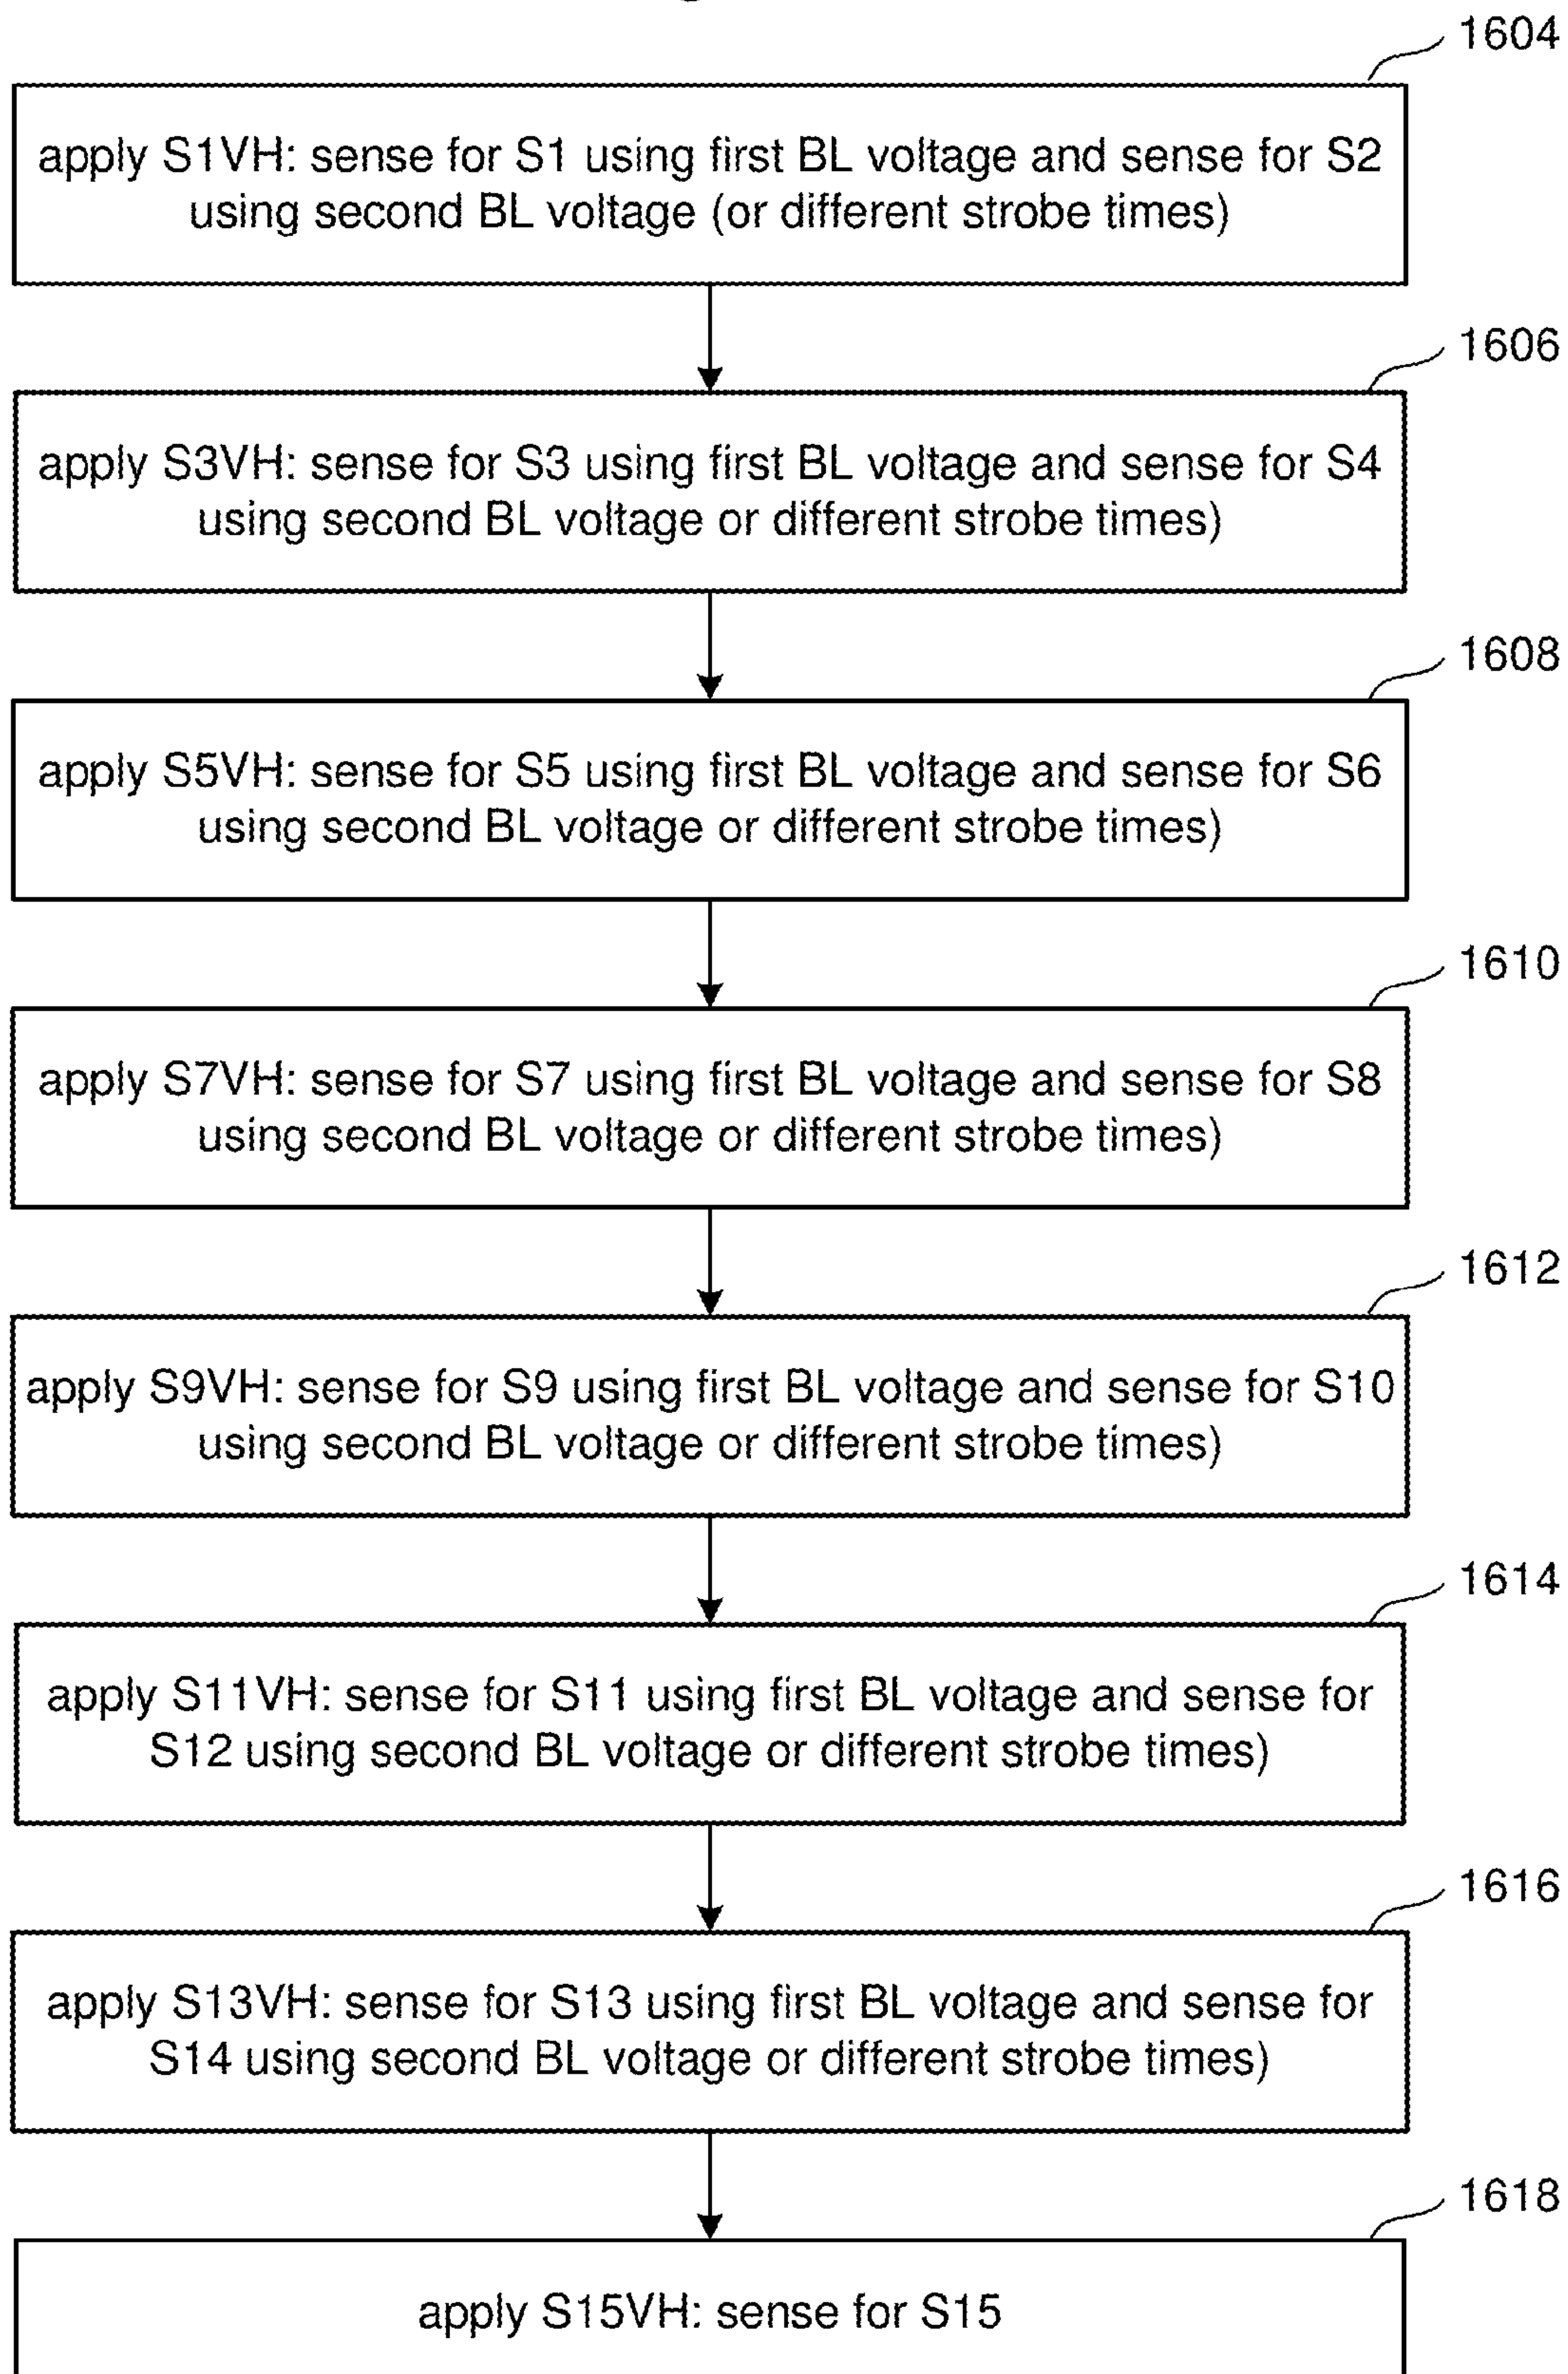 1604
apply S1VH: sense for S1 using first BL voltage and sense for S2
using second BL voltage (or different strobe times)
1606
apply S3VH: sense for S3 using first BL voltage and sense for S4
using second BL voltage or different strobe times)
1608
apply S5VH: sense for S5 using first BL voltage and sense for S6
using second BL voltage or different strobe times)
1610
apply S7VH: sense for S7 using first BL voltage and sense for S8
using second BL voltage or different strobe times)
1612
apply S9VH: sense for S9 using first BL voltage and sense for S10
using second BL voltage or different strobe times)
1614
apply S11VH: sense for S11 using first BL voltage and sense for
S12 using second BL voltage or different strobe times)
1616
apply S13VH: sense for S13 using first BL voltage and sense for
S14 using second BL voltage or different strobe times)
1618
apply S15VH: sense for S15